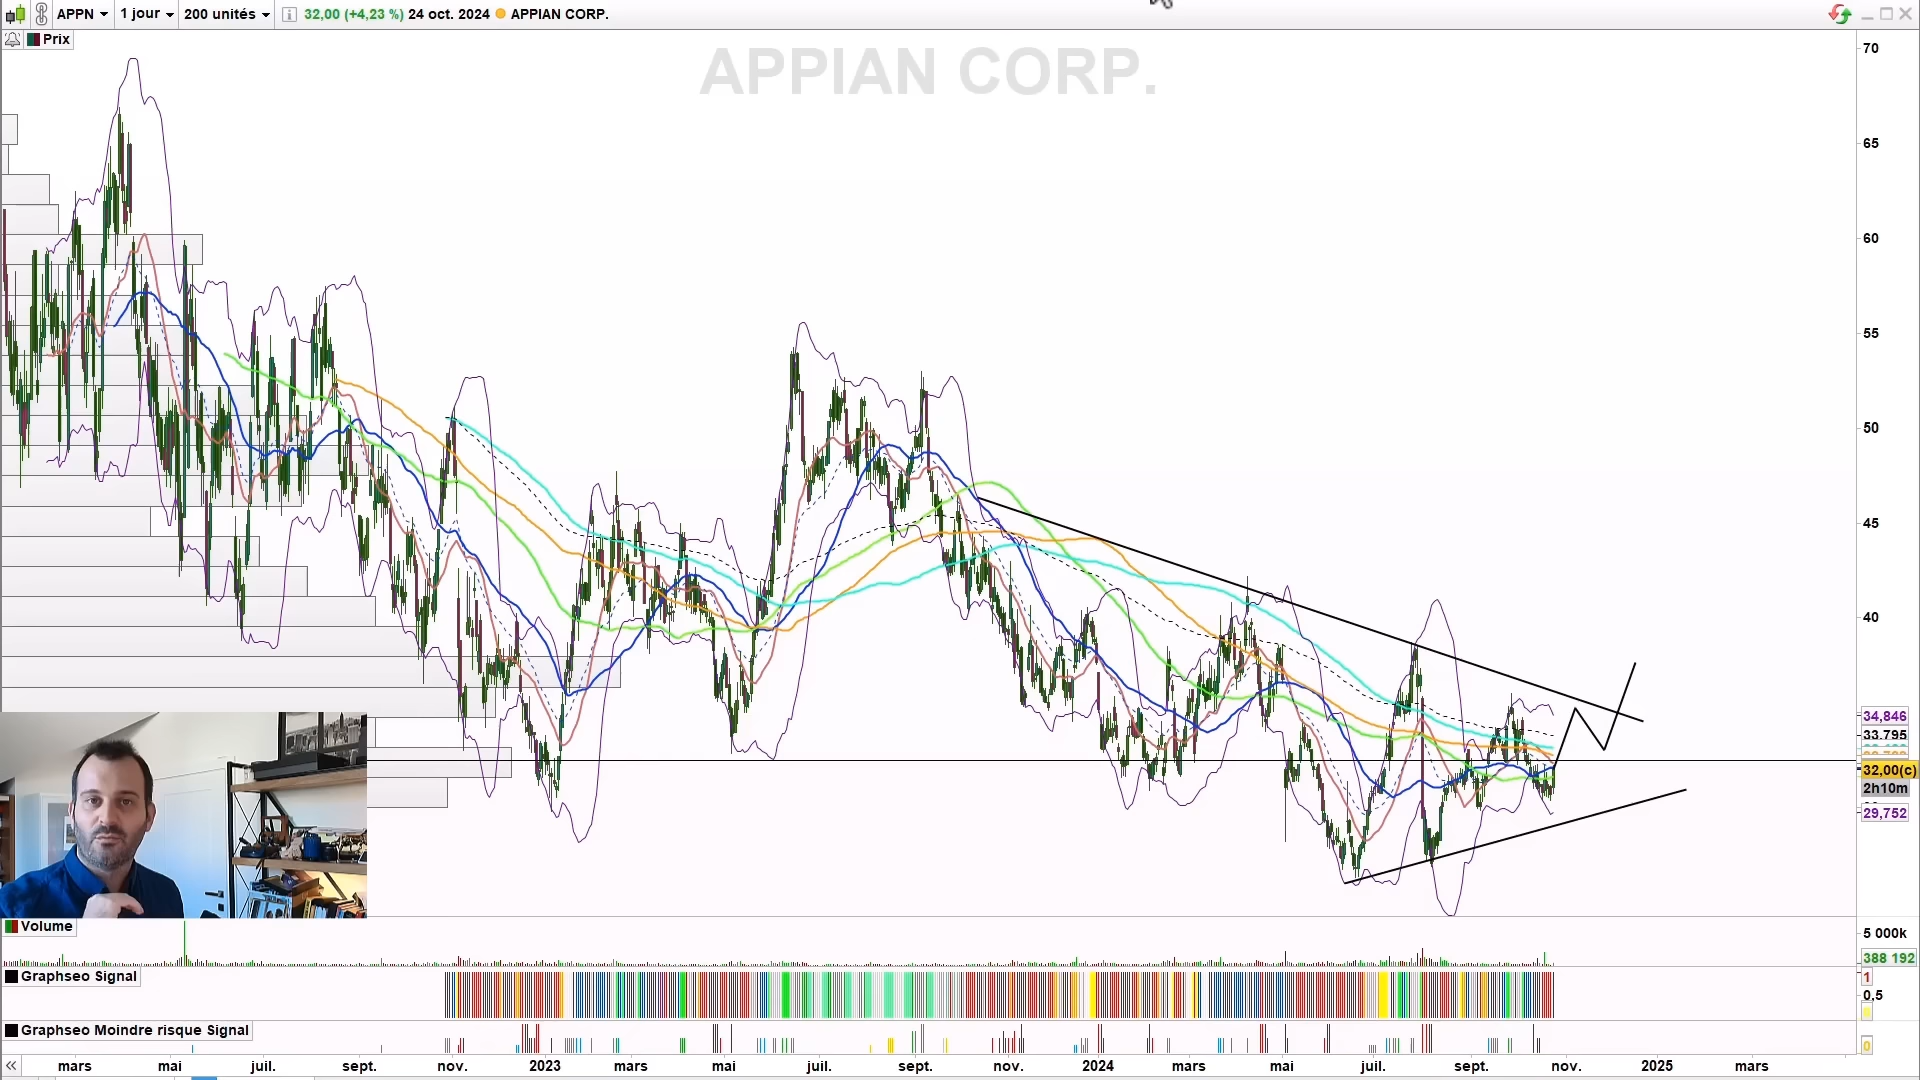 APPN 1 jour 200 unités 32,00 (+4,23 %) 24 oct. 2024 APPIAN CORP.
Prix
APPIAN CORP.
70
65
60
55
50
45
40
34,846
33,795
32,00(c)
2h10m
29,752
Volume
5 000k
388 192
Graphseo Signal
1
0,5
Graphseo Moindre risque Signal
0
mars mai juil. sept. nov. 2023 mars mai juil. sept. nov. 2024 mars mai juil. sept. nov. 2025 mars